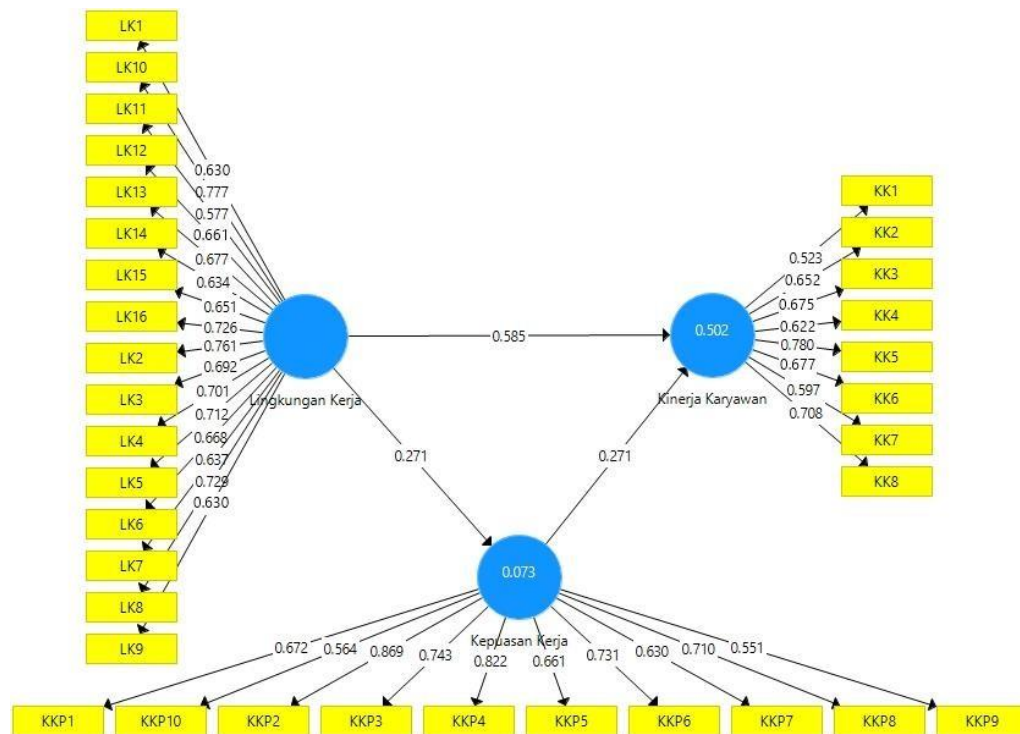 LK1
LK10
LK11
LK12
LK13
LK14
LK15
LK16
LK2
LK3
LK4
LK5
LK6
LK7
LK8
LK9
0.630
0.777
0.577
0.661
0.677
0.634
0.651
0.726
0.761
0.692
0.701
0.712
0.668
0.637
0.729
0.630
Lingkungan Kerja
0.585
0.271
0.271
0.502
Kinerja Karyawan
0.523
0.652
0.675
0.622
0.780
0.677
0.597
0.708
KK1
KK2
KK3
KK4
KK5
KK6
KK7
KK8
0.073
Kepuasan Kerja
0.672
0.564
0.869
0.743
0.822
0.661
0.731
0.630
0.710
0.551
KKP1
KKP10
KKP2
KKP3
KKP4
KKP5
KKP6
KKP7
KKP8
KKP9